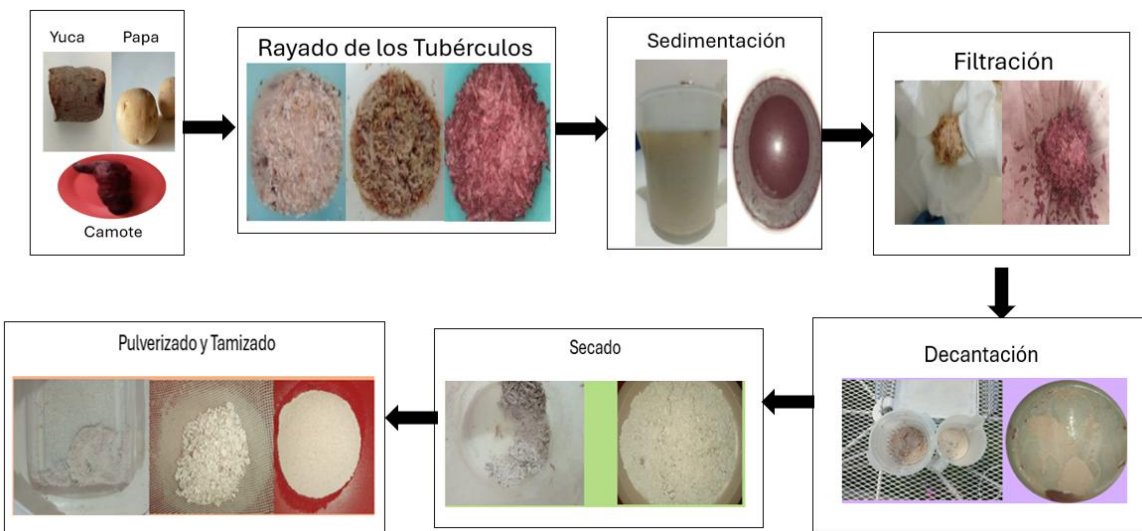 Yuca
Papa
Camote
Rayado de los Tubérculos
Sedimentación
Filtración
Decantación
Secado
Pulverizado y Tamizado